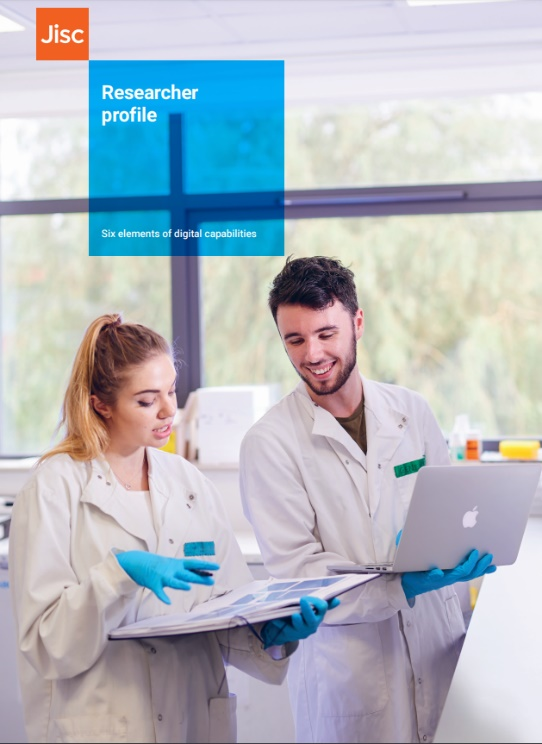 Jisc
Researcher
profile
Six elements of digital capabilities